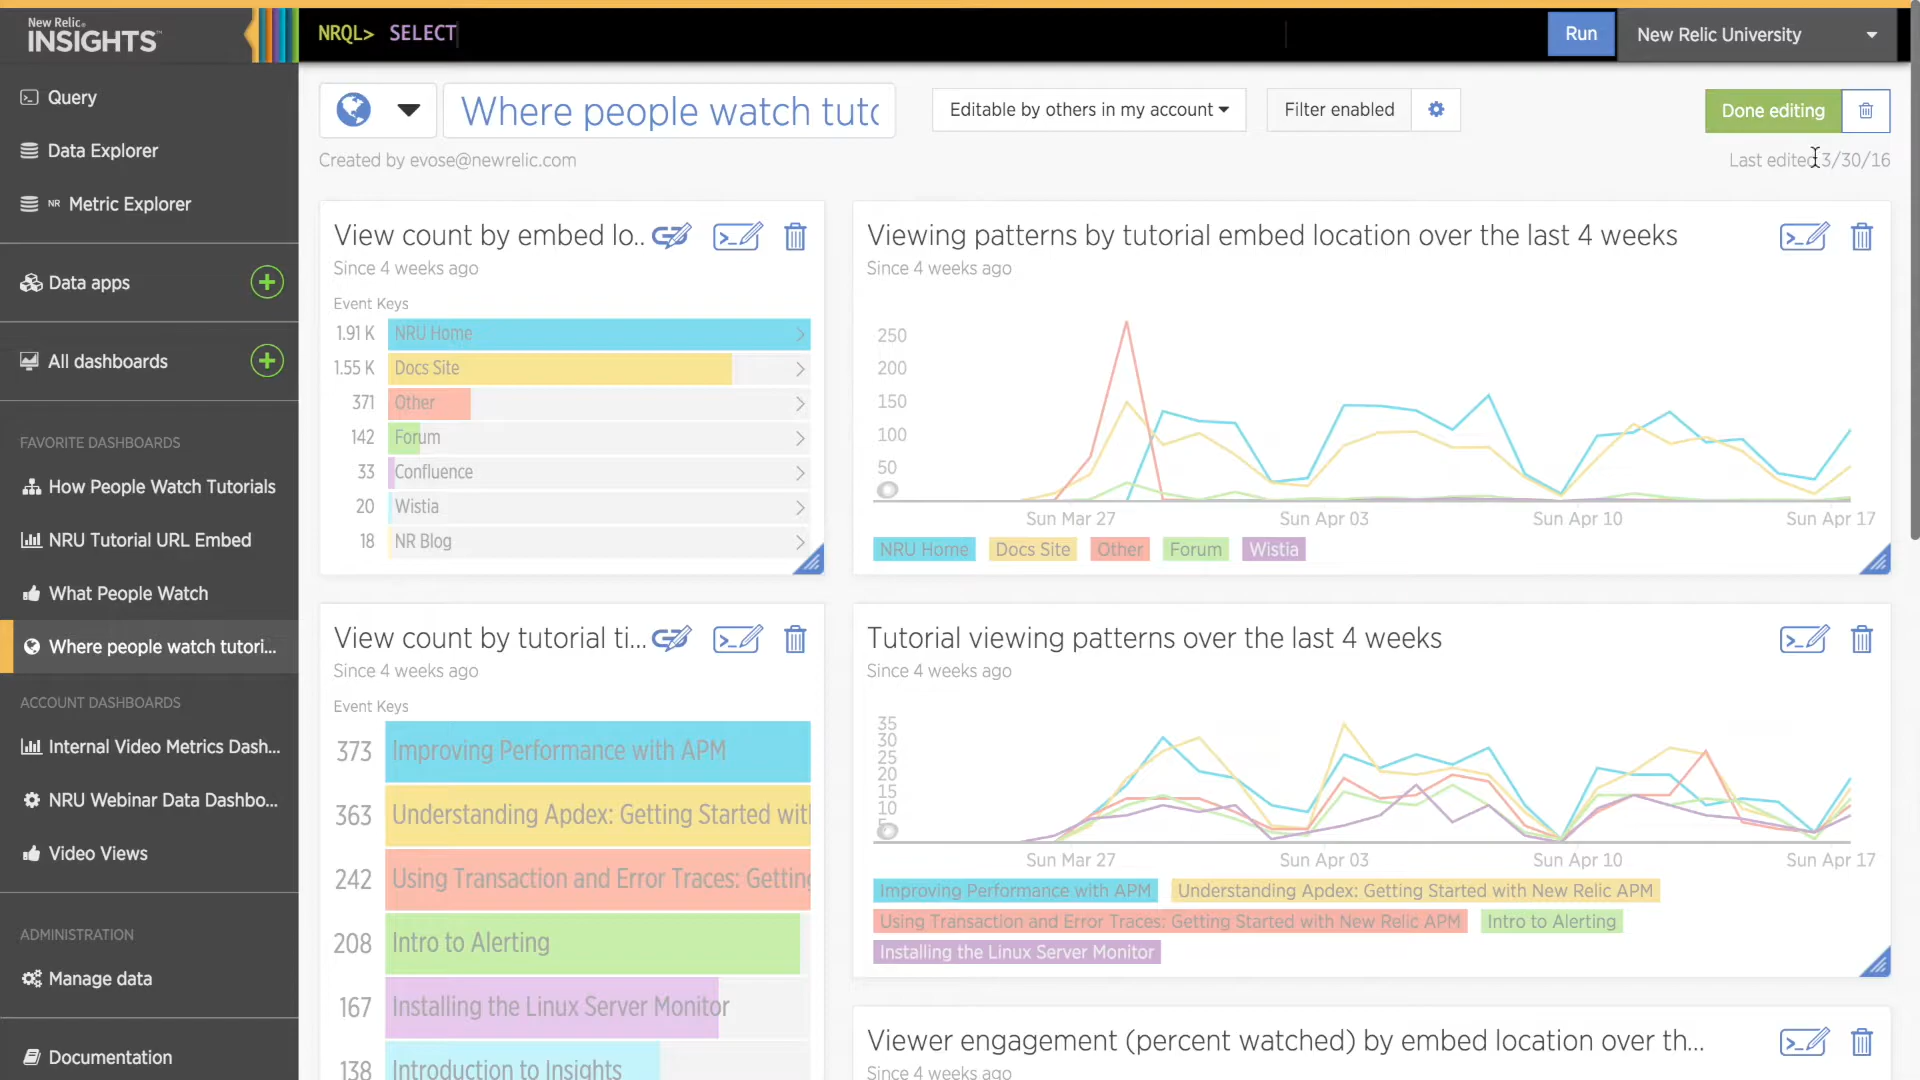 New Relic.
INSIGHTS™
NRQL> SELECT
Run
New Relic University
Query
Data Explorer
NR Metric Explorer
Data apps
All dashboards
FAVORITE DASHBOARDS
How People Watch Tutorials
NRU Tutorial URL Embed
What People Watch
Where people watch tutori...
ACCOUNT DASHBOARDS
Internal Video Metrics Dash...
NRU Webinar Data Dashbo...
Video Views
ADMINISTRATION
Manage data
Documentation
Where people watch tuto
Editable by others in my account
Filter enabled
Done editing
Created by evose@newrelic.com
Last edited 3/30/16
View count by embed lo..
Since 4 weeks ago
Event Keys
1.91 K NRU Home
1.55 K Docs Site
371 Other
142 Forum
33 Confluence
20 Wistia
18 NR Blog
Viewing patterns by tutorial embed location over the last 4 weeks
Since 4 weeks ago
250
200
150
100
50
Sun Mar 27 Sun Apr 03 Sun Apr 10 Sun Apr 17
NRU Home Docs Site Other Forum Wistia
View count by tutorial ti...
Since 4 weeks ago
Event Keys
373 Improving Performance with APM
363 Understanding Apdex: Getting Started wit
242 Using Transaction and Error Traces: Getting
208 Intro to Alerting
167 Installing the Linux Server Monitor
138 Introduction to Insights
Tutorial viewing patterns over the last 4 weeks
Since 4 weeks ago
35
30
25
20
15
10
5
Sun Mar 27 Sun Apr 03 Sun Apr 10 Sun Apr 17
Improving Performance with APM Understanding Apdex: Getting Started with New Relic APM
Using Transaction and Error Traces: Getting Started with New Relic APM Intro to Alerting
Installing the Linux Server Monitor
Viewer engagement (percent watched) by embed location over th...
Since 4 weeks ago